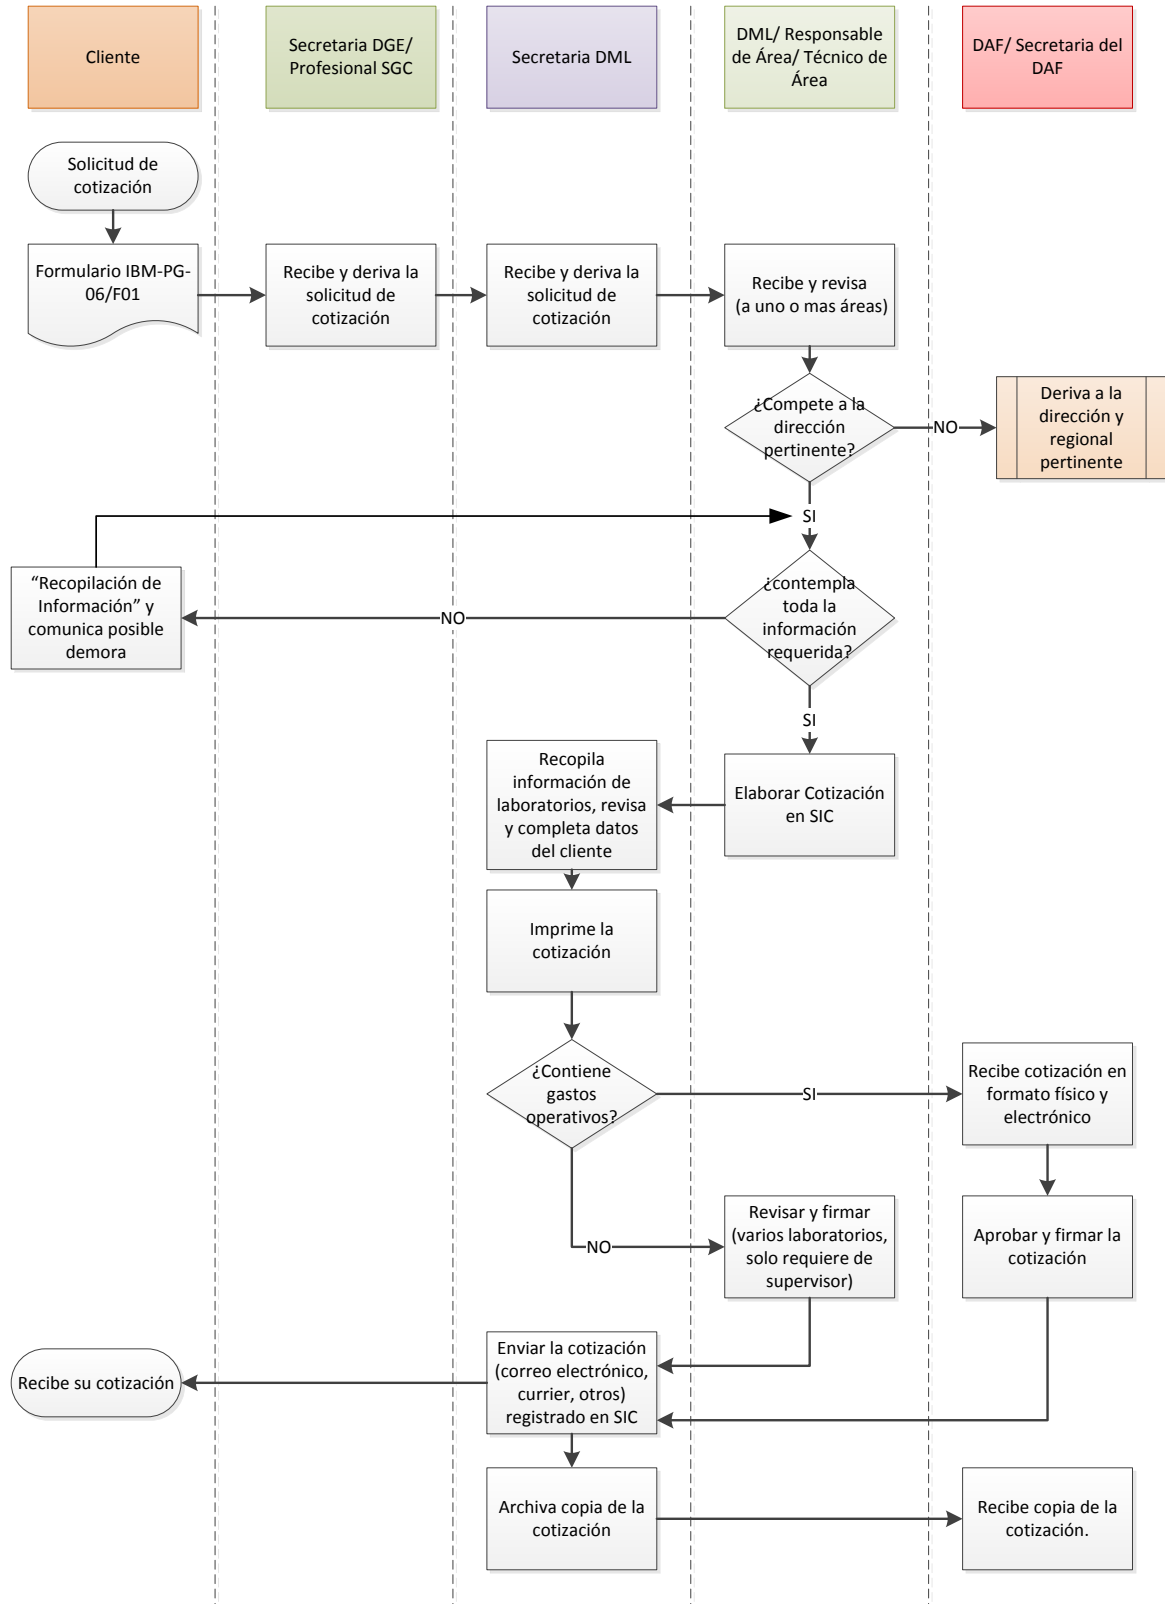 Cliente
Secretaria DGE/
Profesional SGC
Secretaria DML
DML/ Responsable
de Área/ Técnico de
Área
DAF/ Secretaria del
DAF
Solicitud de
cotización
Formulario IBM-PG-
06/F01
Recibe y deriva la
solicitud de
cotización
Recibe y deriva la
solicitud de
cotización
Recibe y revisa
(a uno o mas áreas)
¿Compete a la
dirección
pertinente?
NO
Deriva a la
dirección y
regional
pertinente
SI
“Recopilación de
Información” y
comunica posible
demora
NO
¿contempla
toda la
información
requerida?
SI
Recopila
información de
laboratorios, revisa
y completa datos
del cliente
Elaborar Cotización
en SIC
Imprime la
cotización
¿Contiene
gastos
operativos?
SI
Recibe cotización en
formato físico y
electrónico
NO
Revisar y firmar
(varios laboratorios,
solo requiere de
supervisor)
Aprobar y firmar la
cotización
Recibe su cotización
Enviar la cotización
(correo electrónico,
currier, otros)
registrado en SIC
Archiva copia de la
cotización
Recibe copia de la
cotización.